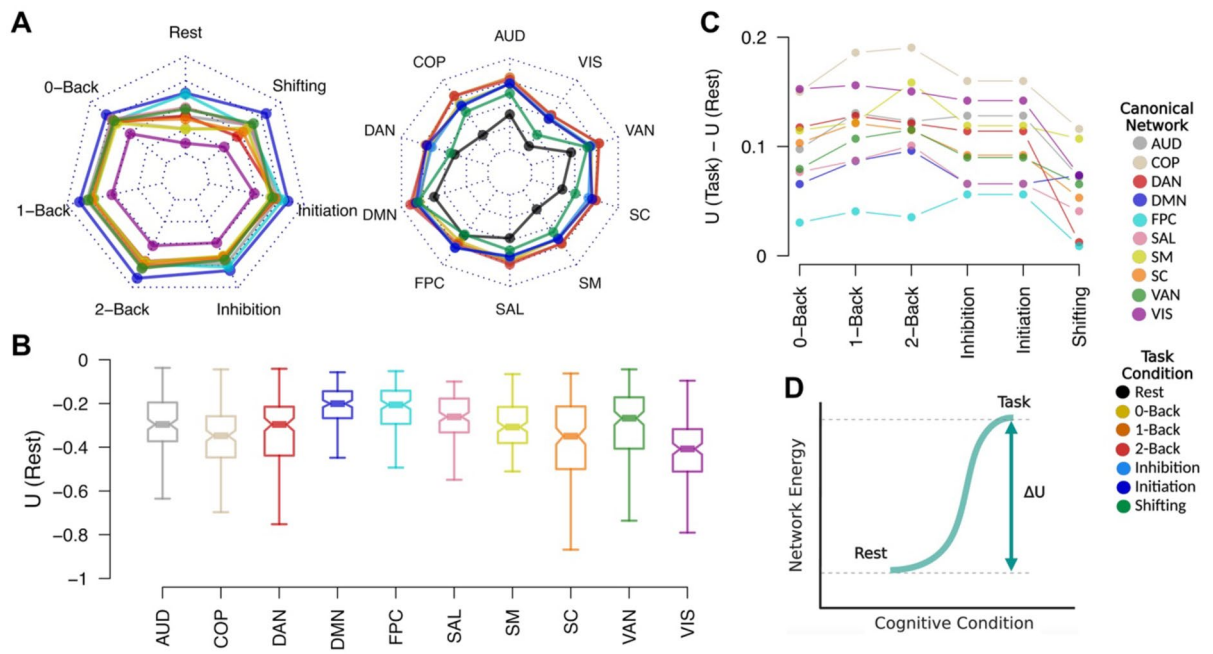 A
Rest
Shifting
Initiation
Inhibition
2−Back
1−Back
0−Back
AUD
VIS
VAN
SC
SM
SAL
FPC
DMN
DAN
COP
B
U (Rest)
0
−0.2
−0.4
−0.6
−0.8
−1
AUD
COP
DAN
DMN
FPC
SAL
SM
SC
VAN
VIS
C
U (Task) − U (Rest)
0.2
0.1
0
0−Back
1−Back
2−Back
Inhibition
Initiation
Shifting
Canonical
Network
AUD
COP
DAN
DMN
FPC
SAL
SM
SC
VAN
VIS
Task
Condition
Rest
0-Back
1-Back
2-Back
Inhibition
Initiation
Shifting
D
Network Energy
Task
ΔU
Rest
Cognitive Condition